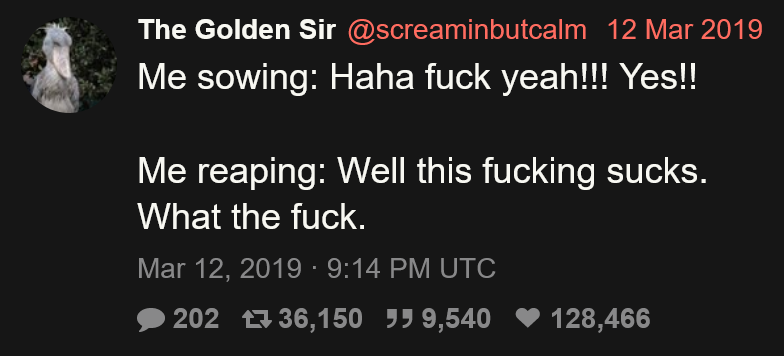 The Golden Sir @screaminbutcalm 12 Mar 2019
Me sowing: Haha fuck yeah!!! Yes!!
Me reaping: Well this fucking sucks.
What the fuck.
Mar 12, 2019 · 9:14 PM UTC
202 36,150 9,540 128,466